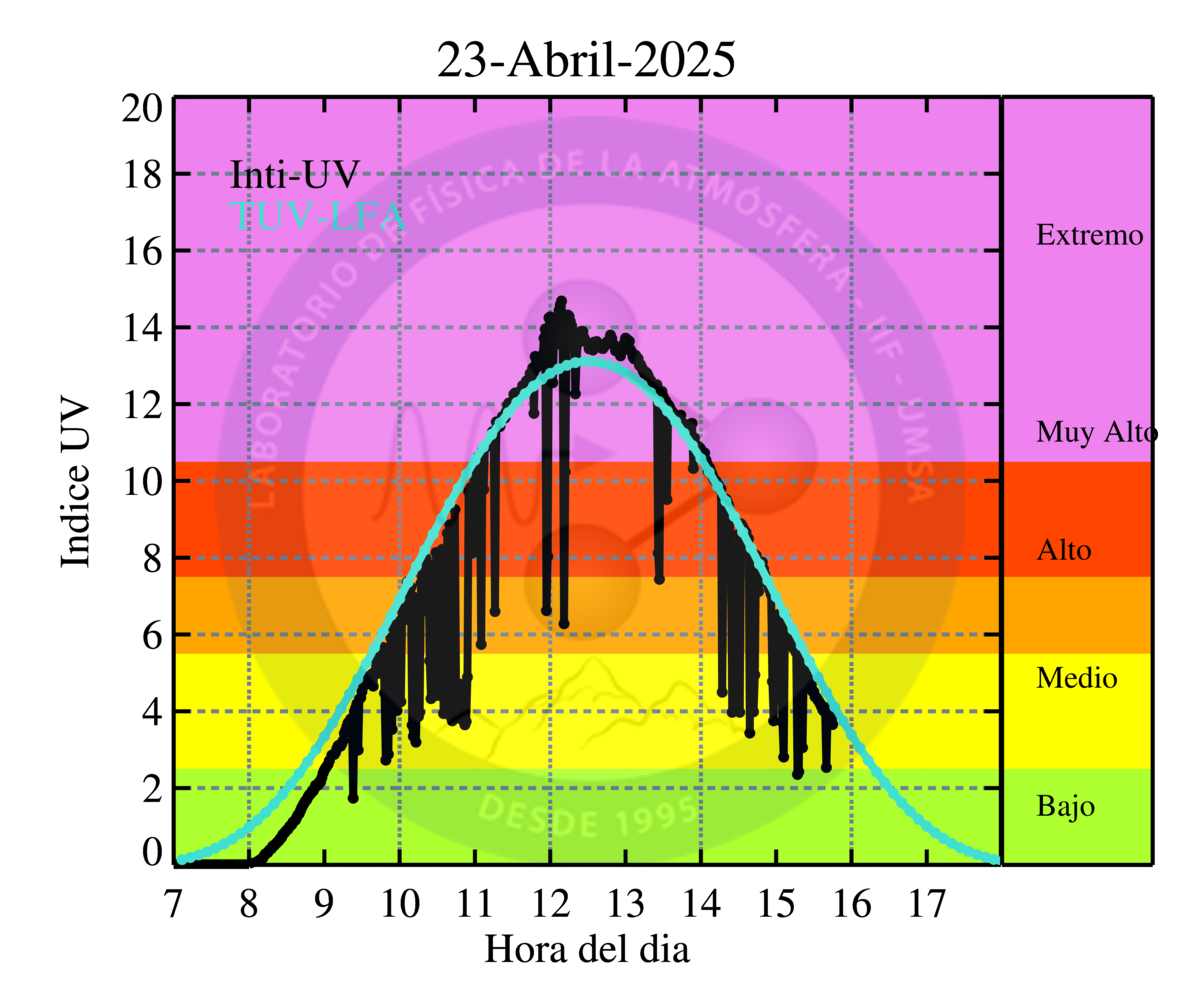 23-Abril-2025
20
18
16
14
12
10
8
6
4
2
0
Indice UV
Inti-UV
TUV-LFA
LABORATORIO DE FÍSICA DE LA ATMÓSFERA - IIF - UMSA
DESDE 1995
Extremo
Muy Alto
Alto
Medio
Bajo
7 8 9 10 11 12 13 14 15 16 17
Hora del dia